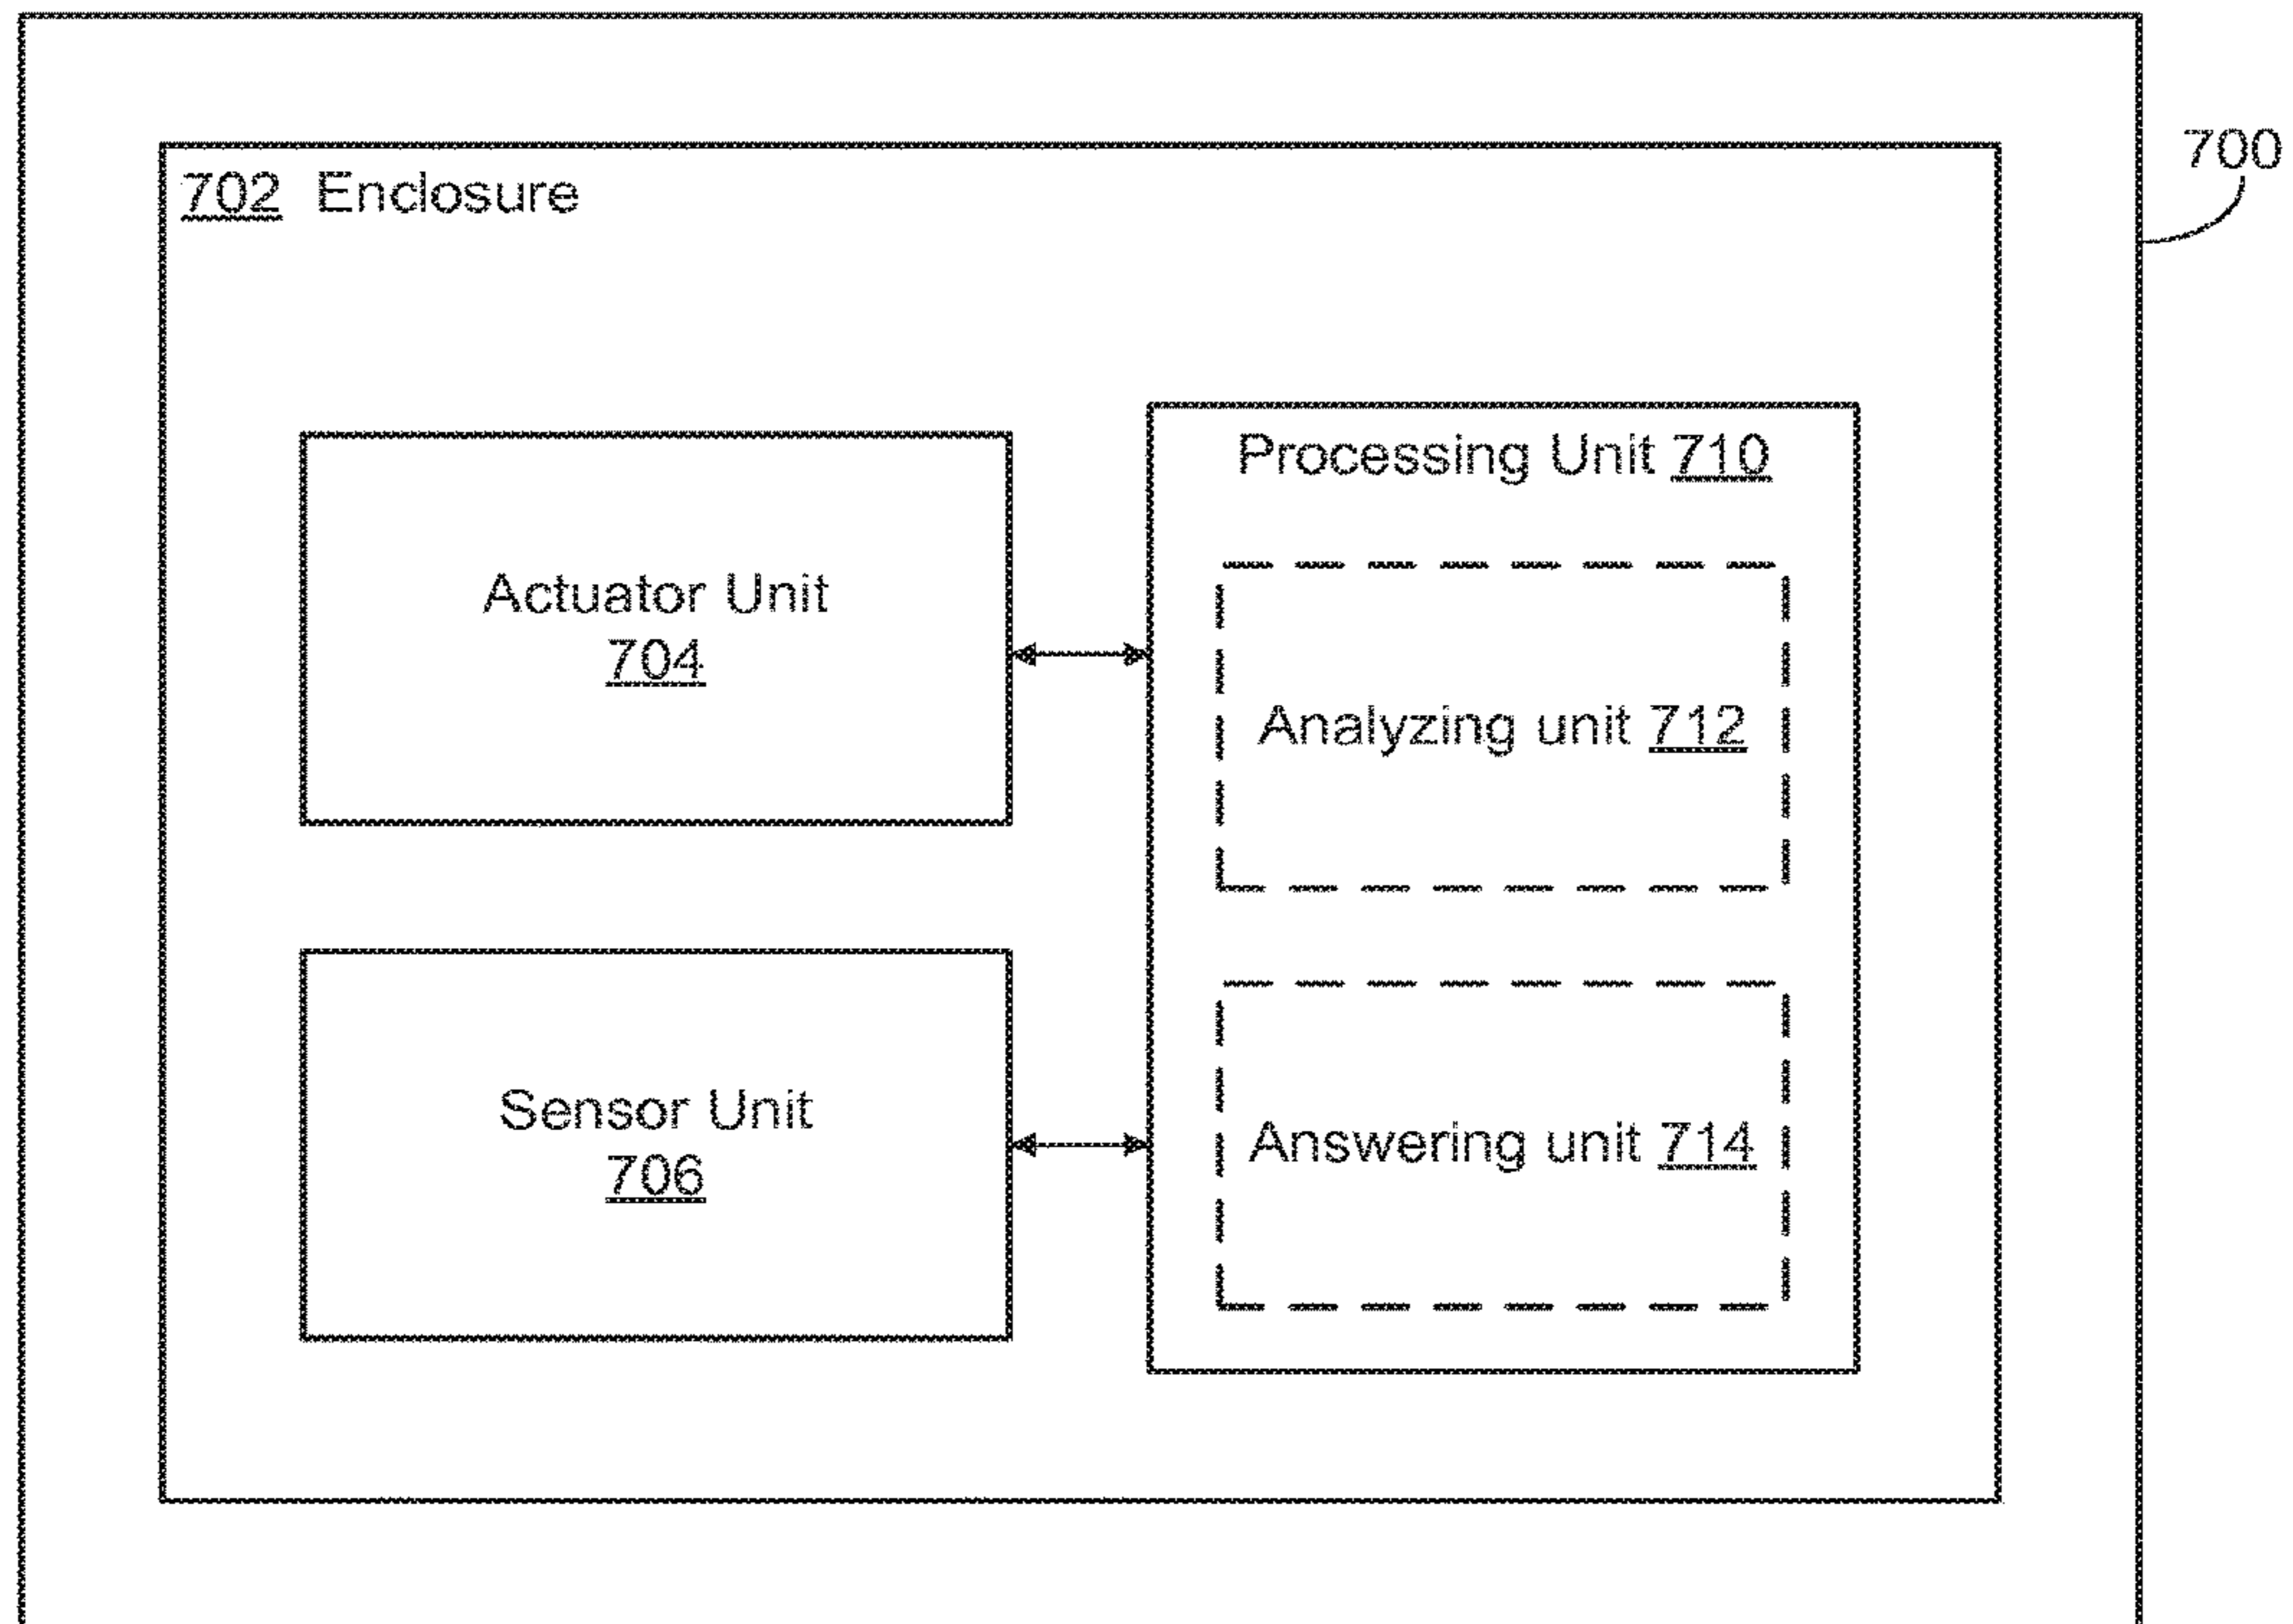 700
702 Enclosure
Processing Unit 710
Actuator Unit
704
Analyzing unit 712
Sensor Unit
706
Answering unit 714